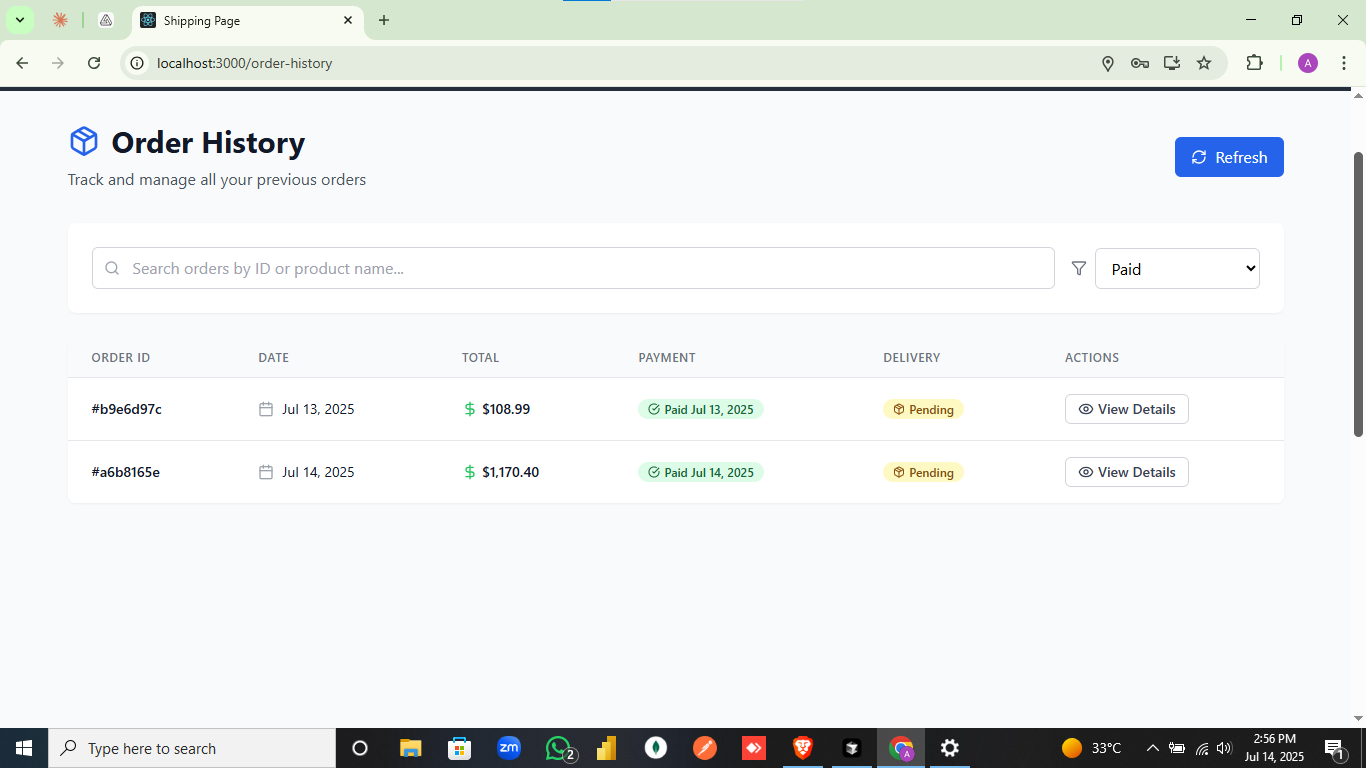 Shipping Page
localhost:3000/order-history
A
Order History
Refresh
Track and manage all your previous orders
Search orders by ID or product name...
Paid
ORDER ID DATE TOTAL PAYMENT DELIVERY ACTIONS
#b9e6d97c Jul 13, 2025 $ $108.99 Paid Jul 13, 2025 Pending View Details
#a6b8165e Jul 14, 2025 $ $1,170.40 Paid Jul 14, 2025 Pending View Details
Type here to search
zm
2
A
33°C
2:56 PM
Jul 14, 2025
1